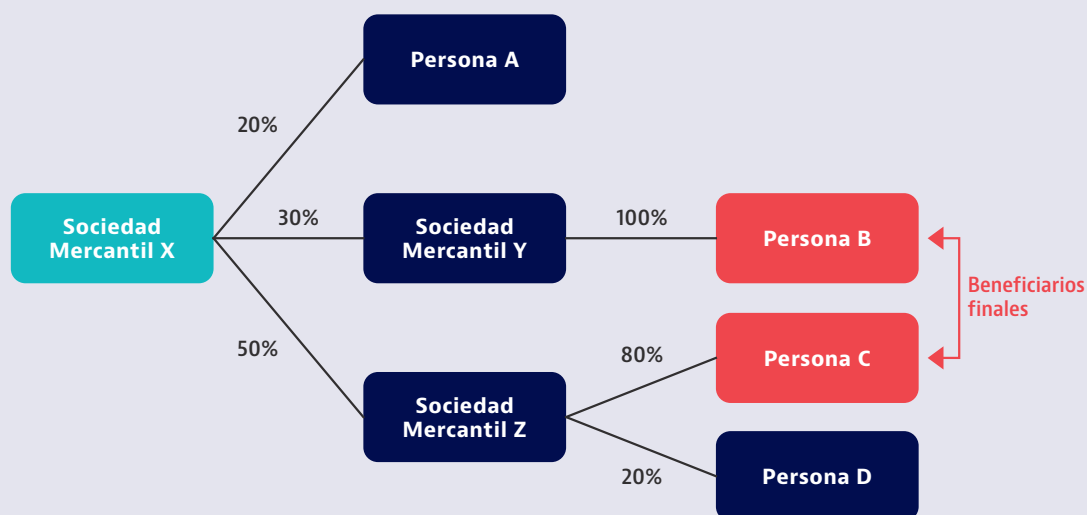 Persona A
20%
Sociedad
Mercantil X
30%
Sociedad
Mercantil Y
100%
Persona B
Beneficiarios
finales
50%
Sociedad
Mercantil Z
80%
Persona C
20%
Persona D